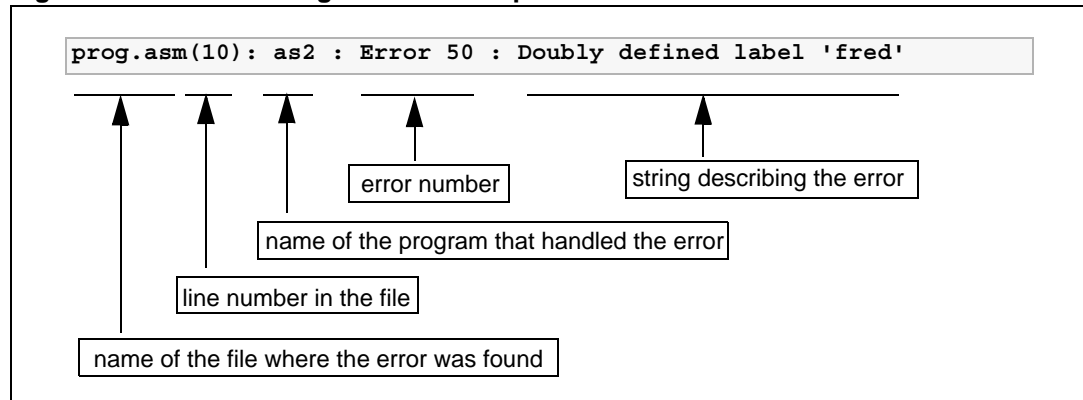 prog.asm(10): as2 : Error 50 : Doubly defined label 'fred'
error number
string describing the error
name of the program that handled the error
line number in the file
name of the file where the error was found